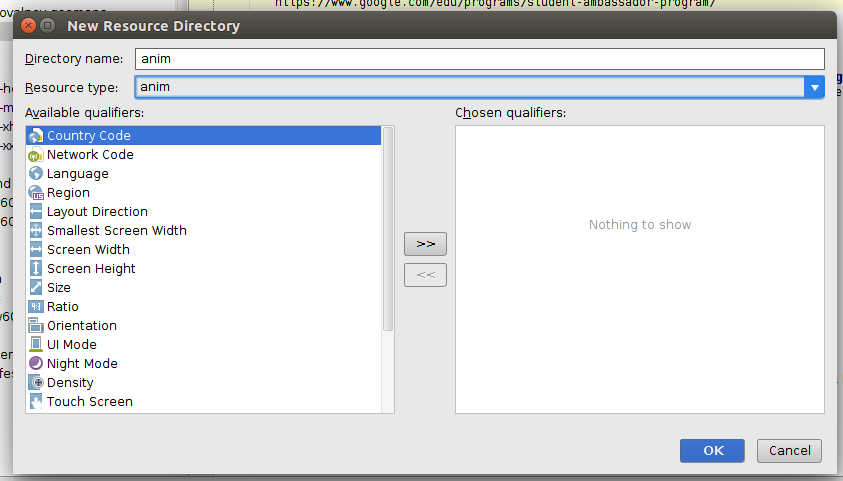 https://www.google.com/edu/programs/student-ambassador-program/
New Resource Directory
Directory name: anim
Resource type: anim
Available qualifiers:
Chosen qualifiers:
Country Code
Network Code
Language
Region
Layout Direction
Smallest Screen Width
Screen Width
Screen Height
Size
Ratio
Orientation
UI Mode
Night Mode
Density
Touch Screen
>>
<<
Nothing to show
OK
Cancel